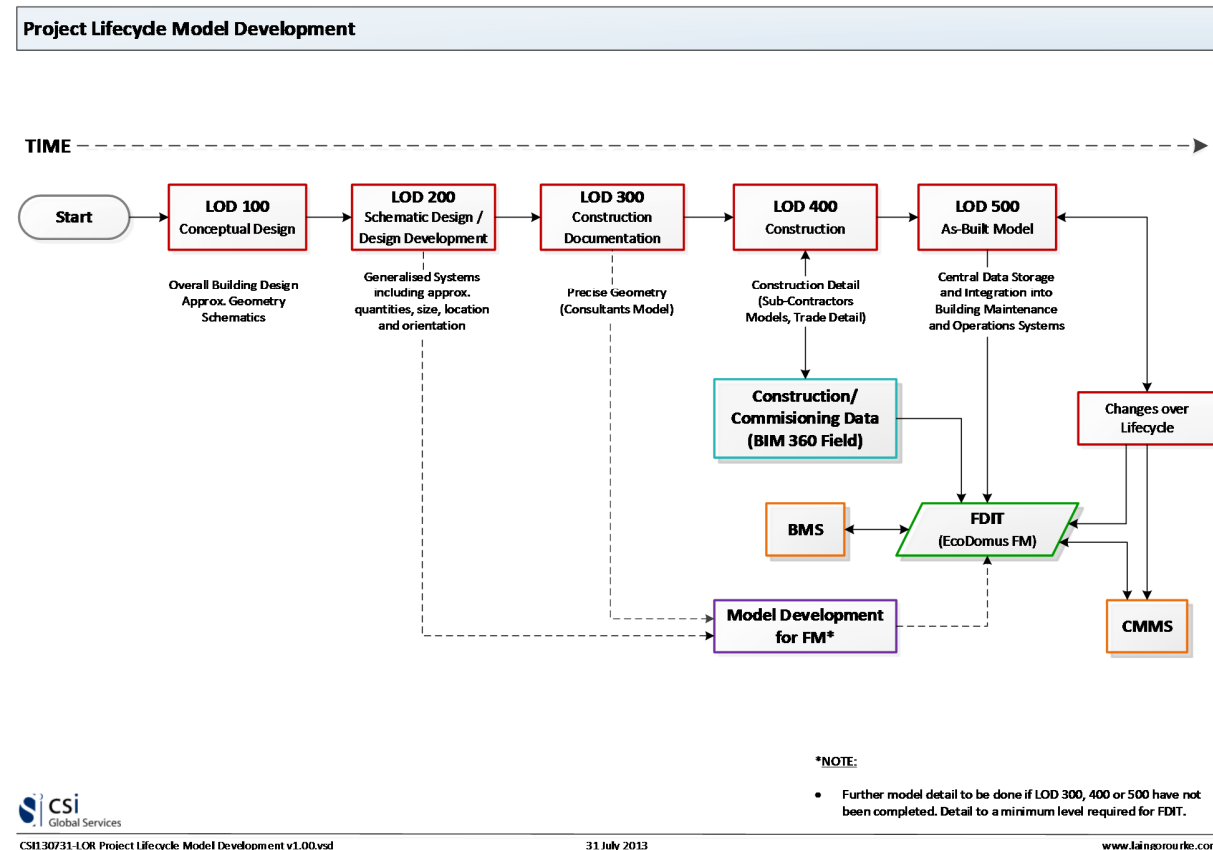 Project Lifecycle Model Development
TIME
Start
LOD 100
Conceptual Design
LOD 200
Schematic Design /
Design Development
LOD 300
Construction
Documentation
LOD 400
Construction
LOD 500
As-Built Model
Overall Building Design
Approx. Geometry
Schematics
Generalised Systems
including approx.
quantities, size, location
and orientation
Precise Geometry
(Consultants Model)
Construction Detail
(Sub-Contractors
Models, Trade Detail)
Central Data Storage
and Integration into
Building Maintenance
and Operations Systems
Construction/
Commisioning Data
(BIM 360 Field)
Changes over
Lifecycle
BMS
FDIT
(EcoDomus FM)
Model Development
for FM*
CMMS
*NOTE:
• Further model detail to be done if LOD 300, 400 or 500 have not
been completed. Detail to a minimum level required for FDIT.
csi
Global Services
CSI130731-LOR Project Lifecycle Model Development v1.00.vsd
31 July 2013
www.laingorourke.com